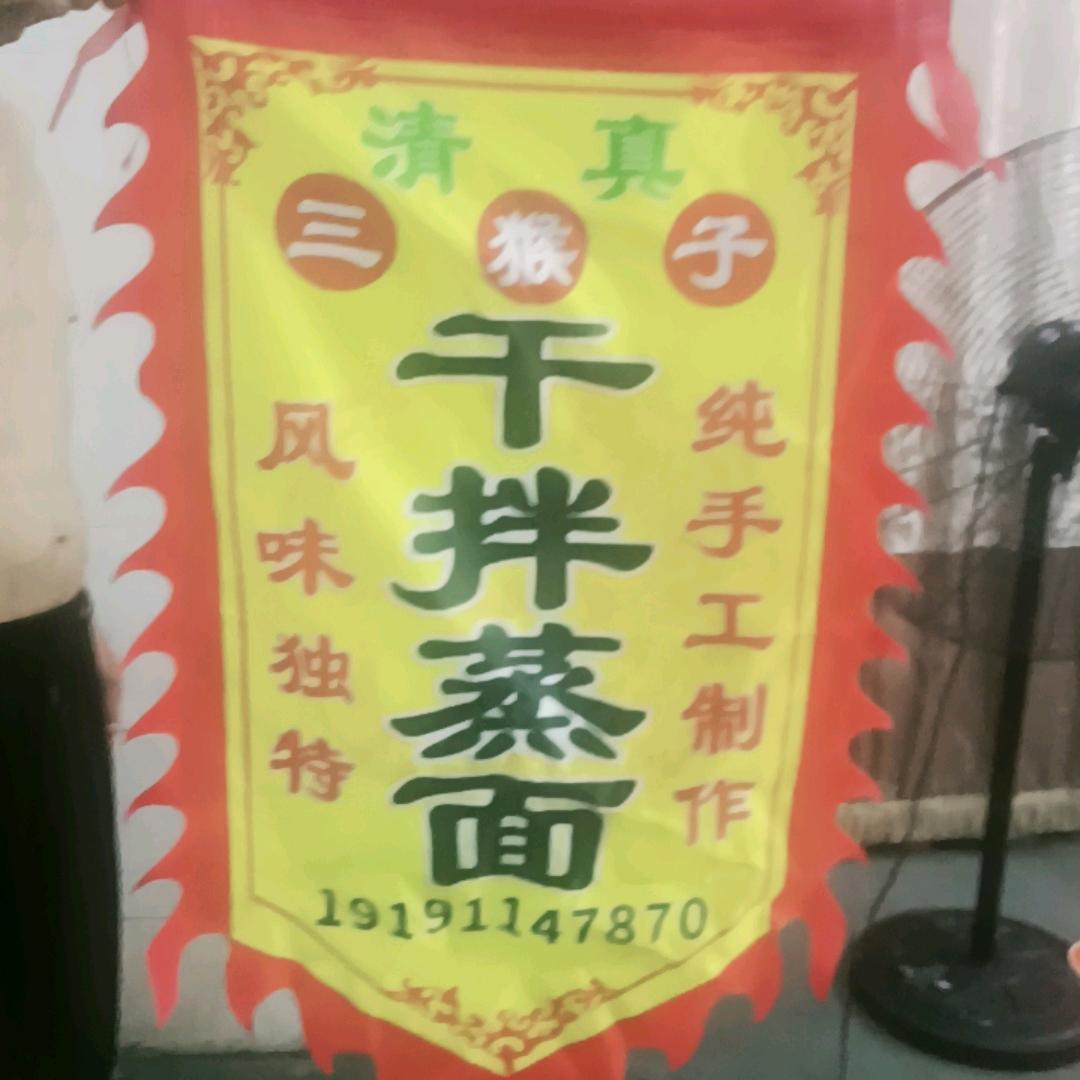 清真
三猴子
干拌蒸面
纯手工制作
风味独特
19191147870